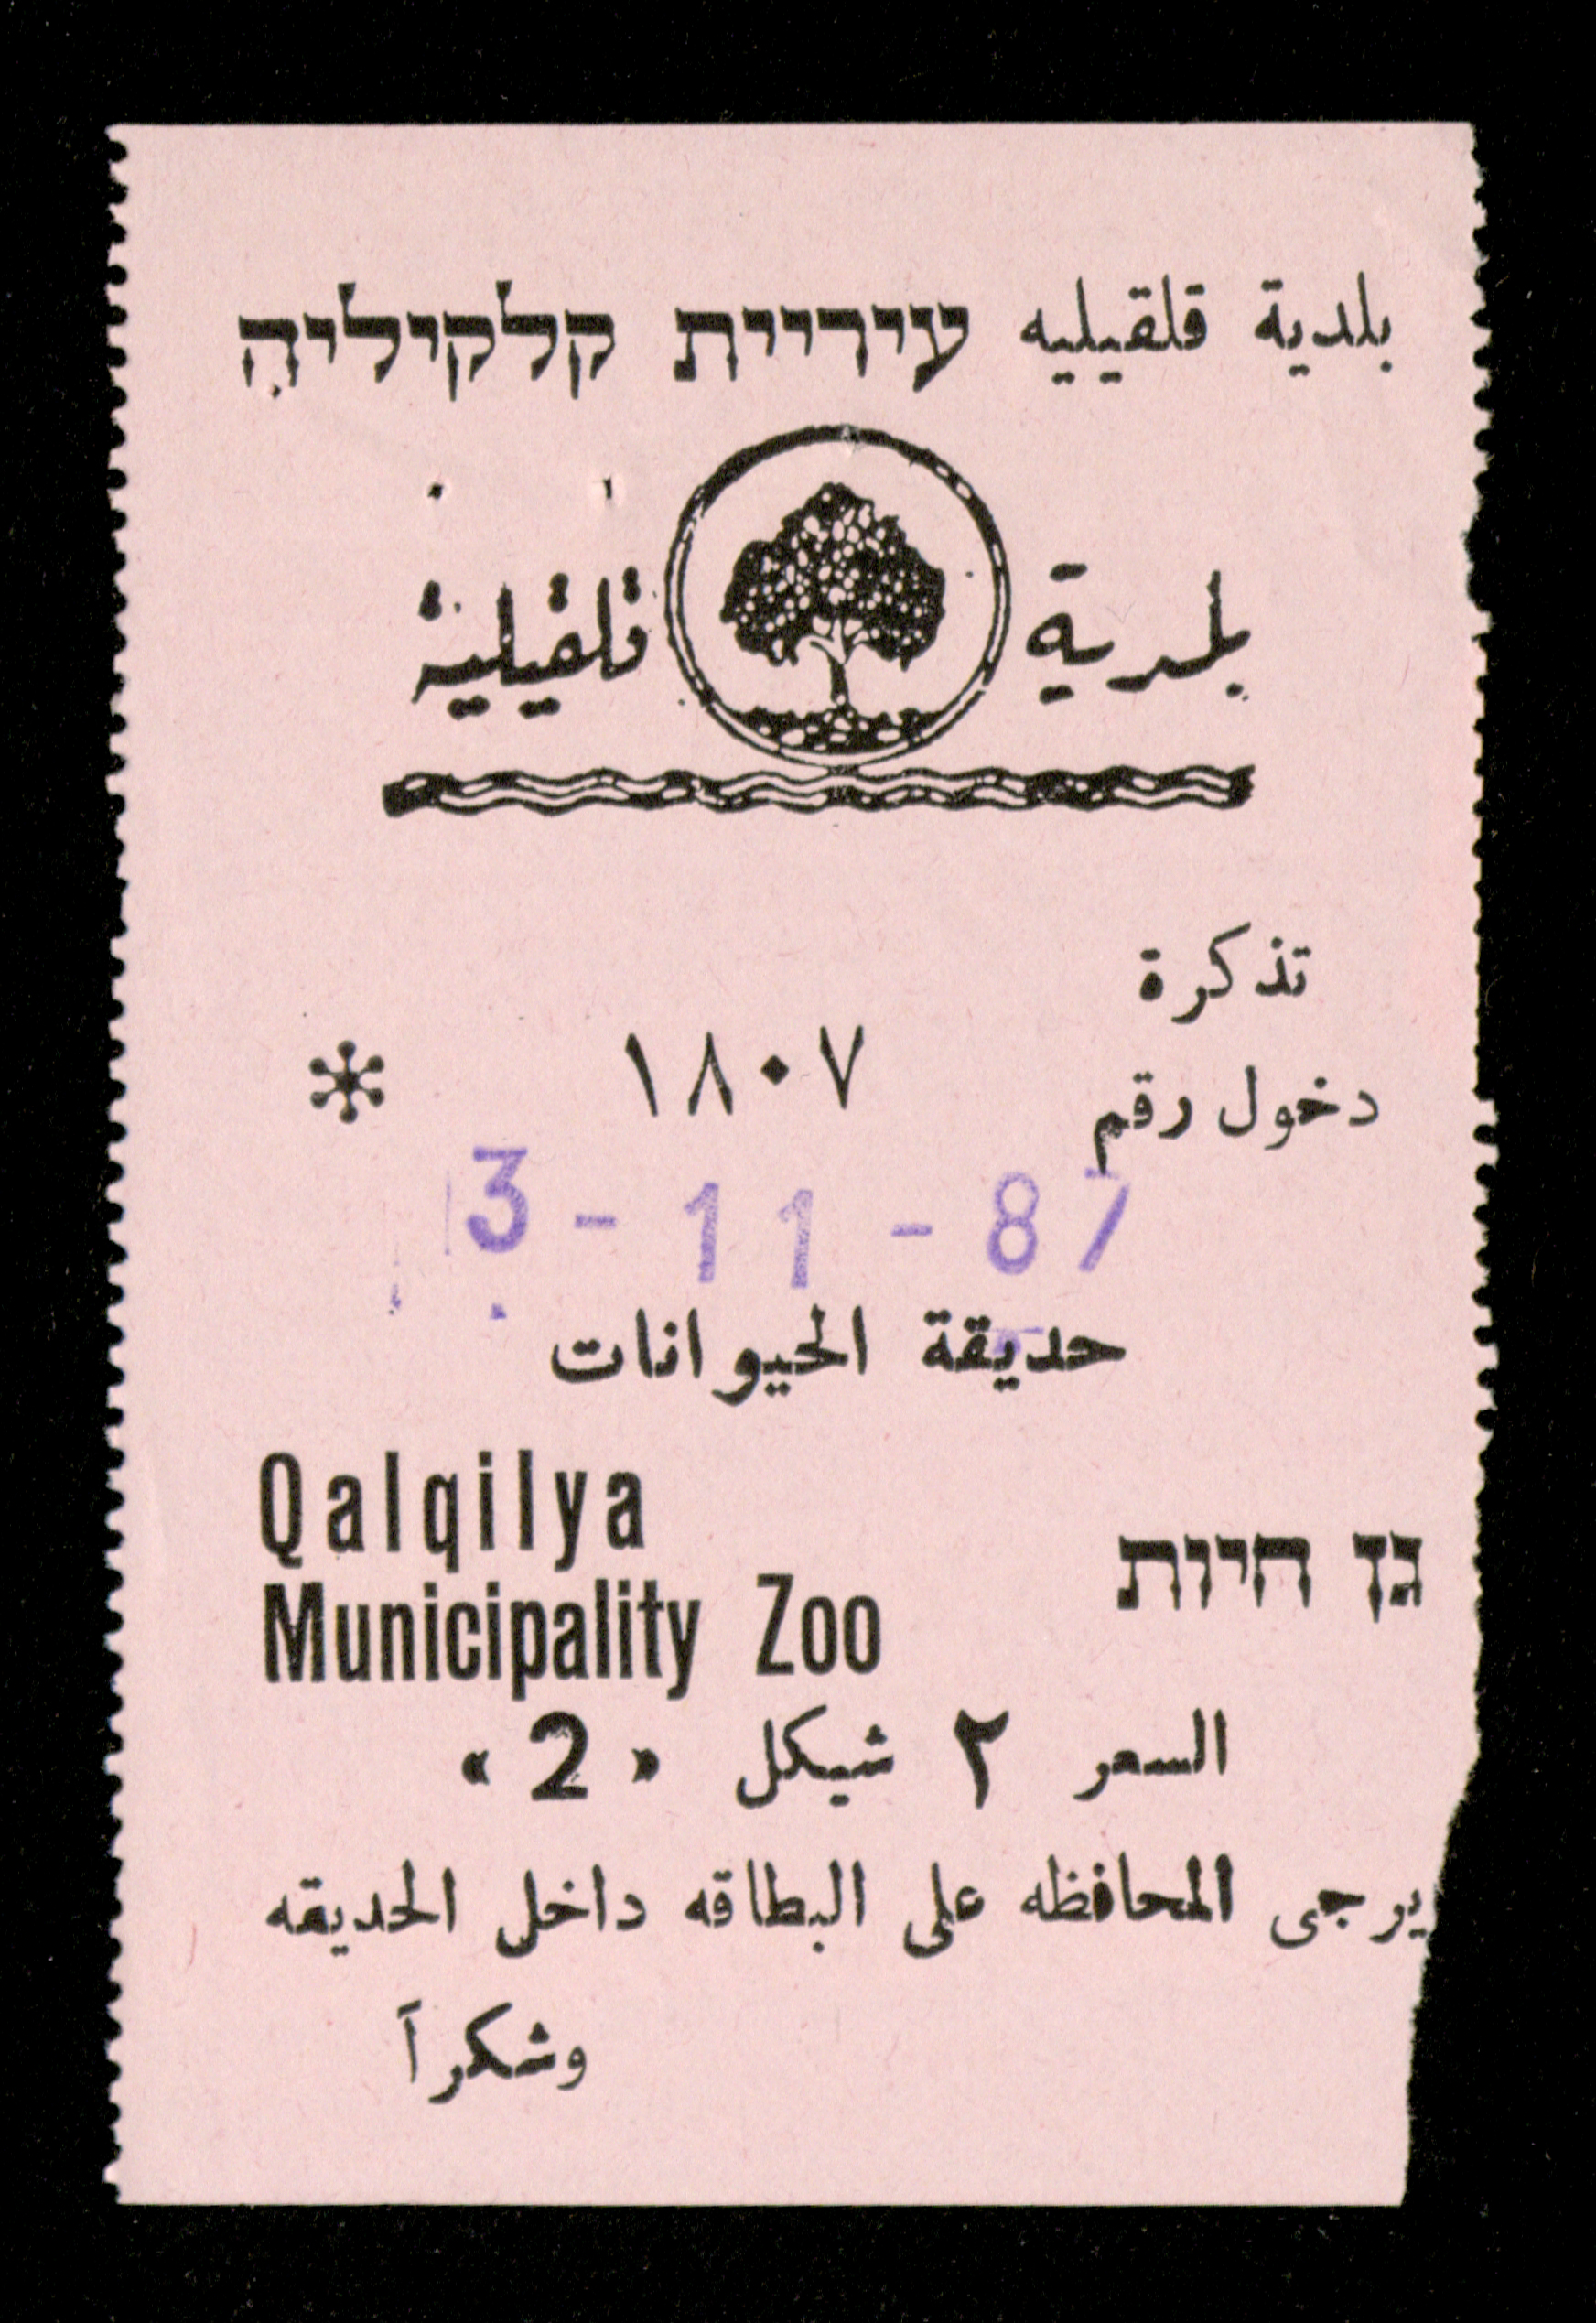 بلدية قلقيليه עיריית קלקיליה
بلدية قلقيلية
تذكرة
دخول رقم ١٨٠٧ *
3-11-87
حديقة الحيوانات
Qalqilya
גן חיות
Municipality Zoo
السعر ٢ شيكل «2»
يرجى المحافظه على البطاقه داخل الحديقه
وشكراً